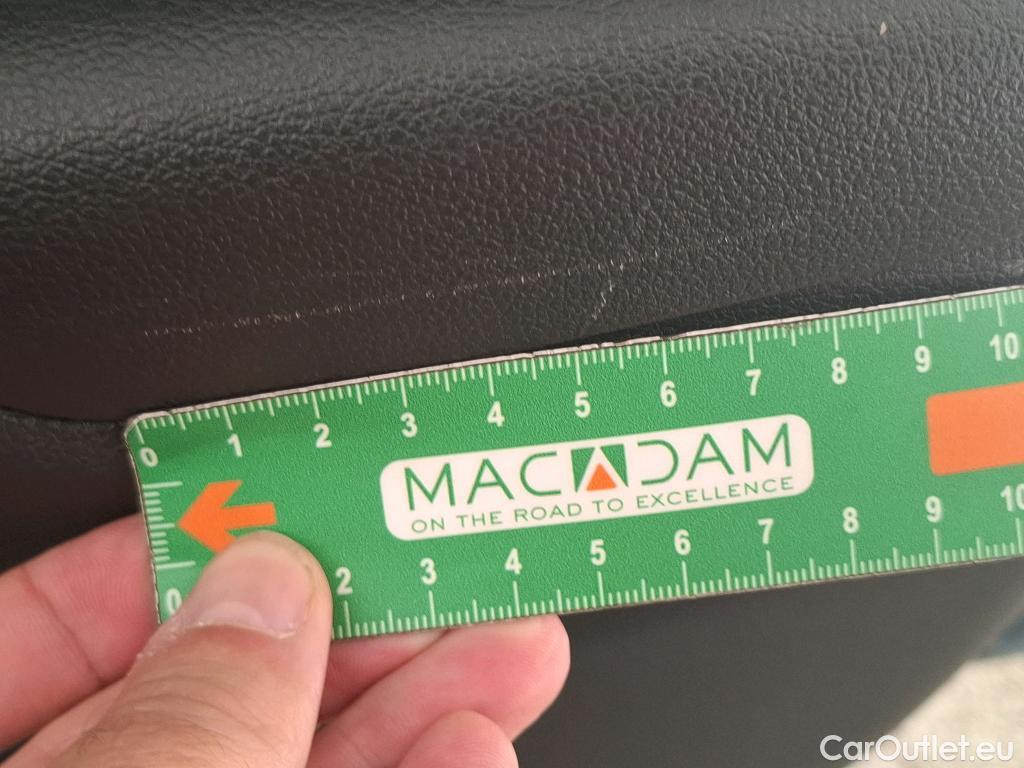 0 1 2 3 4 5 6 7 8 9 10
MACADAM
ON THE ROAD TO EXCELLENCE
0 2 3 4 5 6 7 8 9 10
CarOutlet.eu